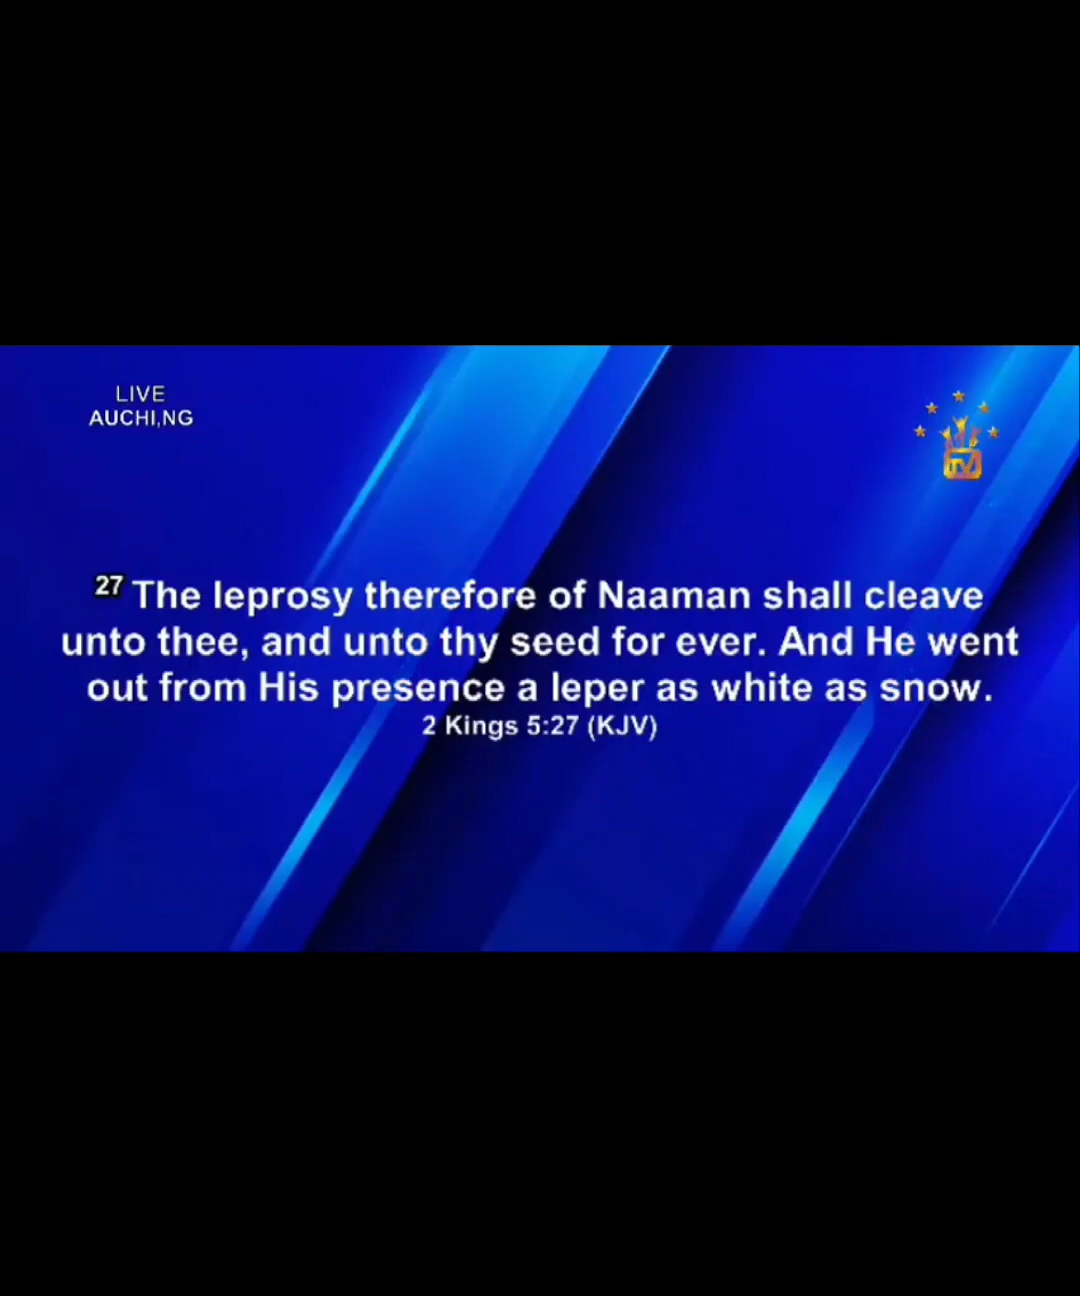 LIVE
AUCHI,NG
TV
27 The leprosy therefore of Naaman shall cleave
unto thee, and unto thy seed for ever. And He went
out from His presence a leper as white as snow.
2 Kings 5:27 (KJV)